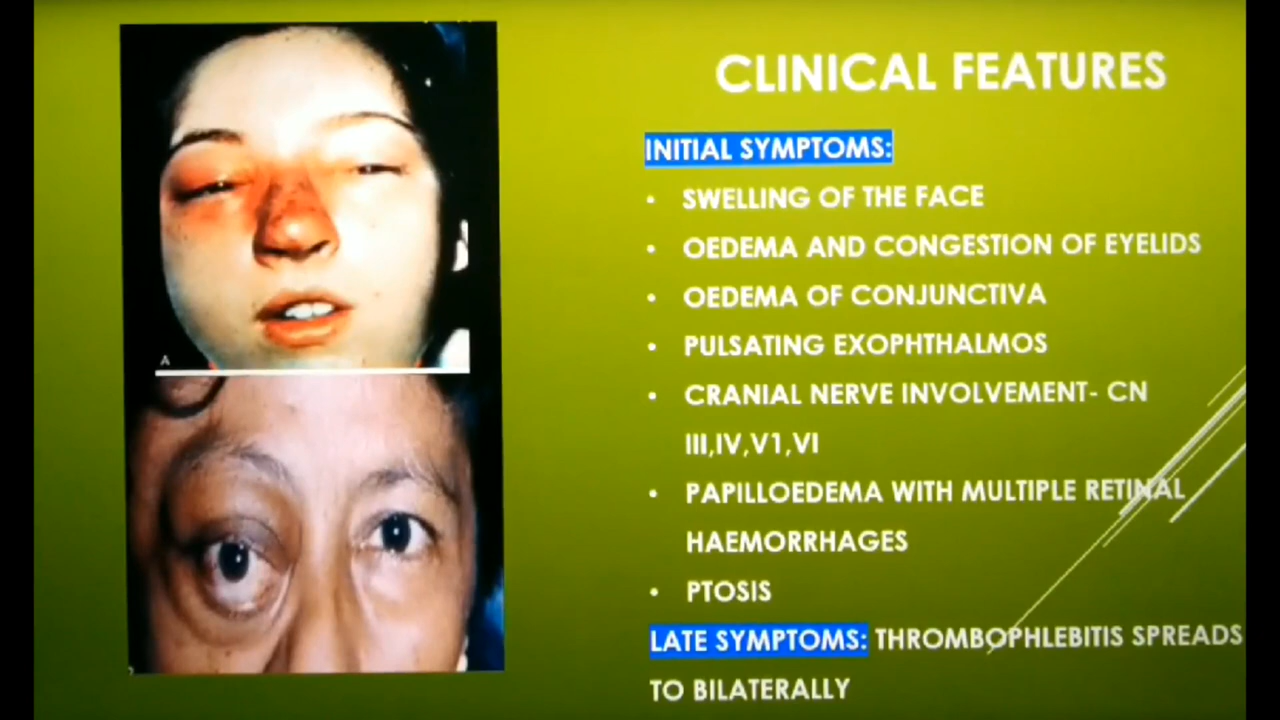 CLINICAL FEATURES
INITIAL SYMPTOMS:
• SWELLING OF THE FACE
• OEDEMA AND CONGESTION OF EYELIDS
• OEDEMA OF CONJUNCTIVA
• PULSATING EXOPHTHALMOS
• CRANIAL NERVE INVOLVEMENT- CN
III,IV,V1,VI
• PAPILLOEDEMA WITH MULTIPLE RETINAL
HAEMORRHAGES
• PTOSIS
LATE SYMPTOMS: THROMBOPHLEBITIS SPREADS
TO BILATERALLY
A